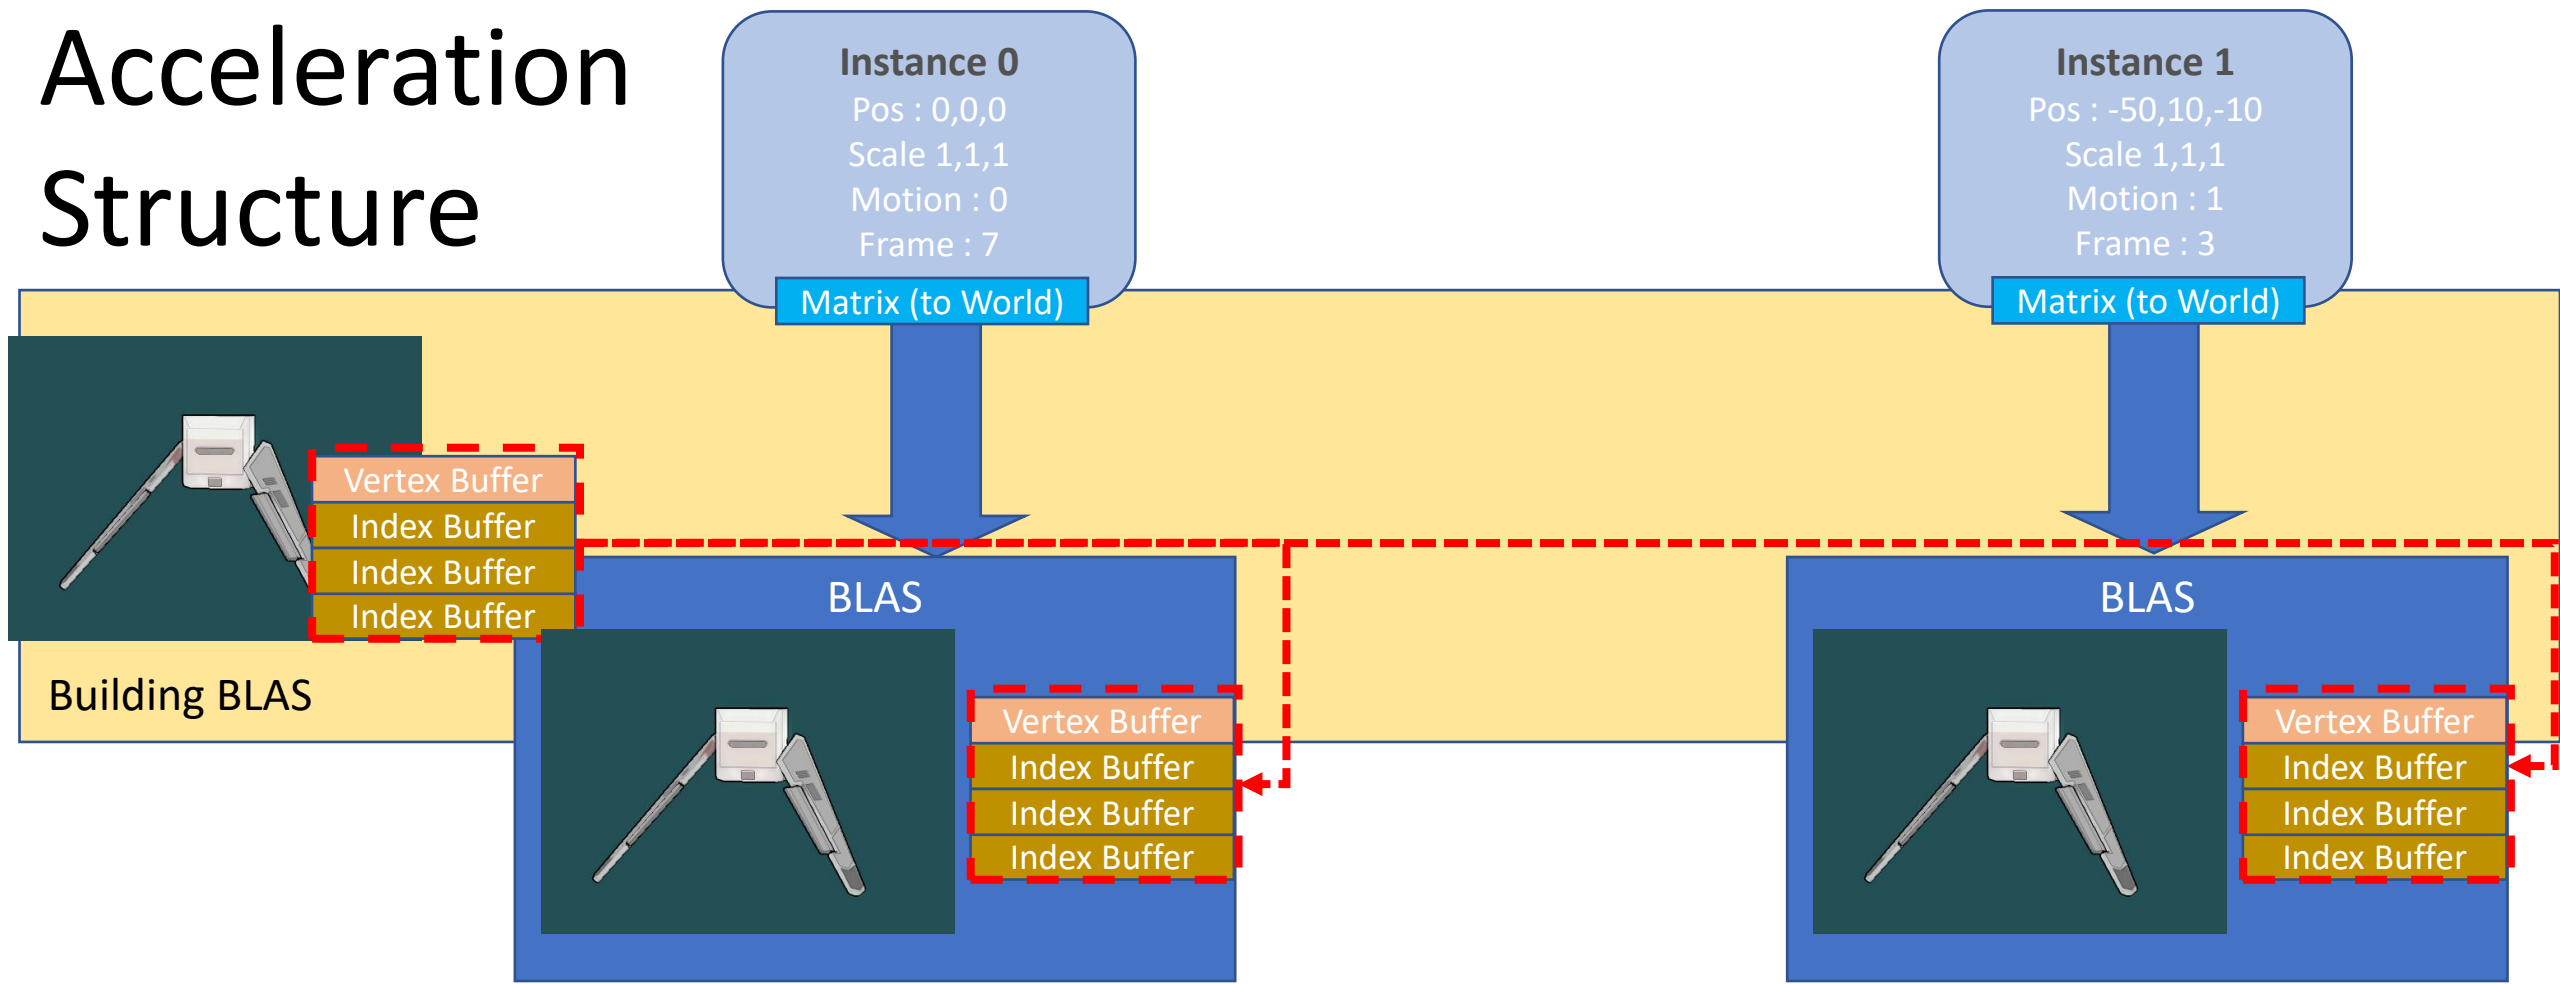 Acceleration
Structure
Instance 0
Pos : 0,0,0
Scale 1,1,1
Motion : 0
Frame : 7
Matrix (to World)
Instance 1
Pos : -50,10,-10
Scale 1,1,1
Motion : 1
Frame : 3
Matrix (to World)
Vertex Buffer
Index Buffer
Index Buffer
Index Buffer
Building BLAS
BLAS
Vertex Buffer
Index Buffer
Index Buffer
Index Buffer
BLAS
Vertex Buffer
Index Buffer
Index Buffer
Index Buffer